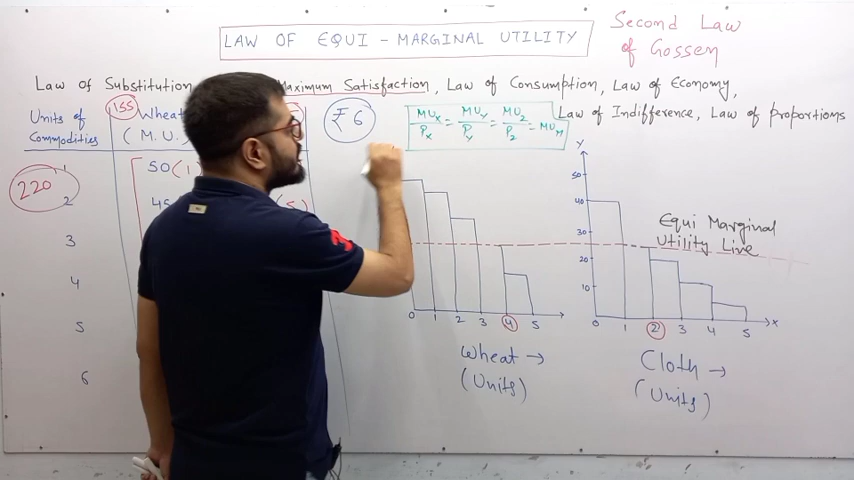 LAW OF EQUI - MARGINAL UTILITY
Second Law
of Gossen
Law of Substitution Maximum Satisfaction, Law of Consumption, Law of Economy,
Law of Indifference, Law of proportions
Units of
Commodities
155 Wheat
(M.U.
₹ 6
MUx/Px = MUy/Py = MUz/Pz = MUM
1 50 (1)
220
2 45 (5)
3
4
5
6
0 1 2 3 4 5
Wheat →
(Units)
Y
50
40
30
20
10
0 1 2 3 4 5 X
Equi Marginal
Utility Line
Cloth →
(Units)